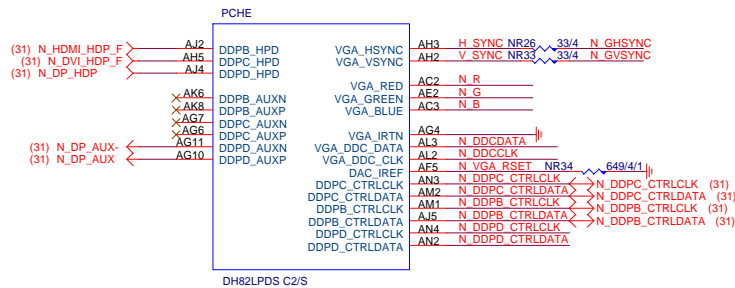 PCHE
(31) N_HDMI_HDP_F AJ2 DDPB_HPD VGA_HSYNC AH3 H_SYNC NR26 33/4 N_GHSYNC
(31) N_DVI_HDP_F AH5 DDPC_HPD VGA_VSYNC AH2 V_SYNC NR33 33/4 N_GVSYNC
(31) N_DP_HDP AJ4 DDPD_HPD
VGA_RED AC2 N_R
AK6 DDPB_AUXN VGA_GREEN AE2 N_G
AK8 DDPB_AUXP VGA_BLUE AC3 N_B
AG7 DDPC_AUXN
AG6 DDPC_AUXP VGA_IRTN AG4
(31) N_DP_AUX- AG11 DDPD_AUXN VGA_DDC_DATA AL3 N_DDCDATA
(31) N_DP_AUX AG10 DDPD_AUXP VGA_DDC_CLK AL2 N_DDCCLK
DAC_IREF AF5 N_VGA_RSET NR34 649/4/1
DDPC_CTRLCLK AN3 N_DDPC_CTRLCLK N_DDPC_CTRLCLK (31)
DDPC_CTRLDATA AM2 N_DDPC_CTRLDATA N_DDPC_CTRLDATA (31)
DDPB_CTRLCLK AM1 N_DDPB_CTRLCLK N_DDPB_CTRLCLK (31)
DDPB_CTRLDATA AJ5 N_DDPB_CTRLDATA N_DDPB_CTRLDATA (31)
DDPD_CTRLCLK AN4 N_DDPD_CTRLCLK
DDPD_CTRLDATA AN2 N_DDPD_CTRLDATA
DH82LPDS C2/S